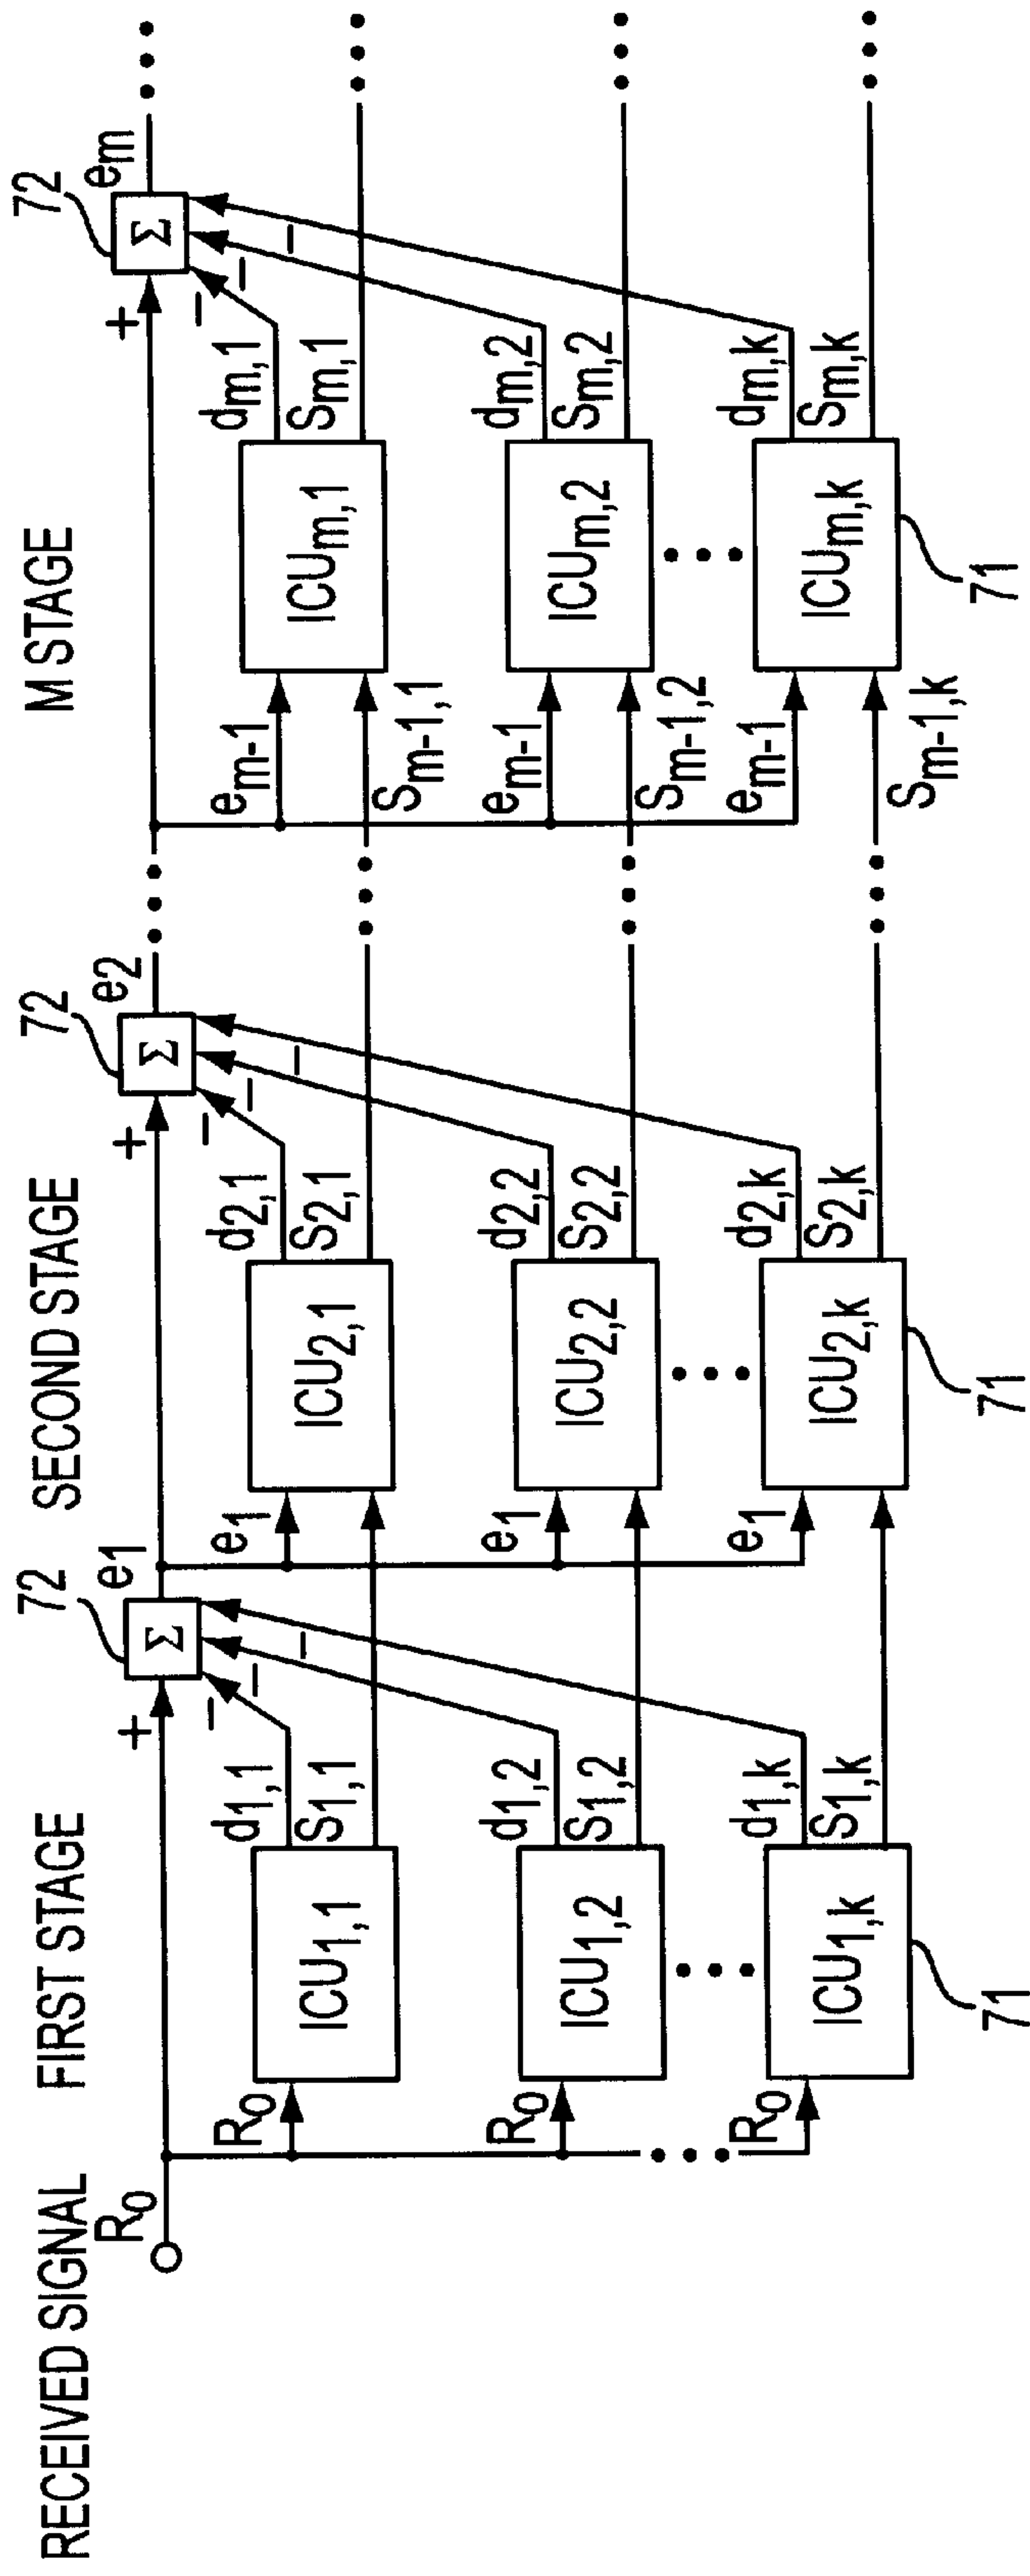 RECEIVED SIGNAL FIRST STAGE SECOND STAGE M STAGE
R0
72 e1 72 e2 72 em
+ Σ + Σ + Σ
− − − − − − − − −
R0 ICU1,1 d1,1 S1,1 e1 ICU2,1 d2,1 S2,1 em-1 Sm-1,1 ICUm,1 dm,1 Sm,1
R0 ICU1,2 d1,2 S1,2 e1 ICU2,2 d2,2 S2,2 em-1 Sm-1,2 ICUm,2 dm,2 Sm,2
R0 ICU1,k d1,k S1,k e1 ICU2,k d2,k S2,k em-1 Sm-1,k ICUm,k dm,k Sm,k
71 71 71